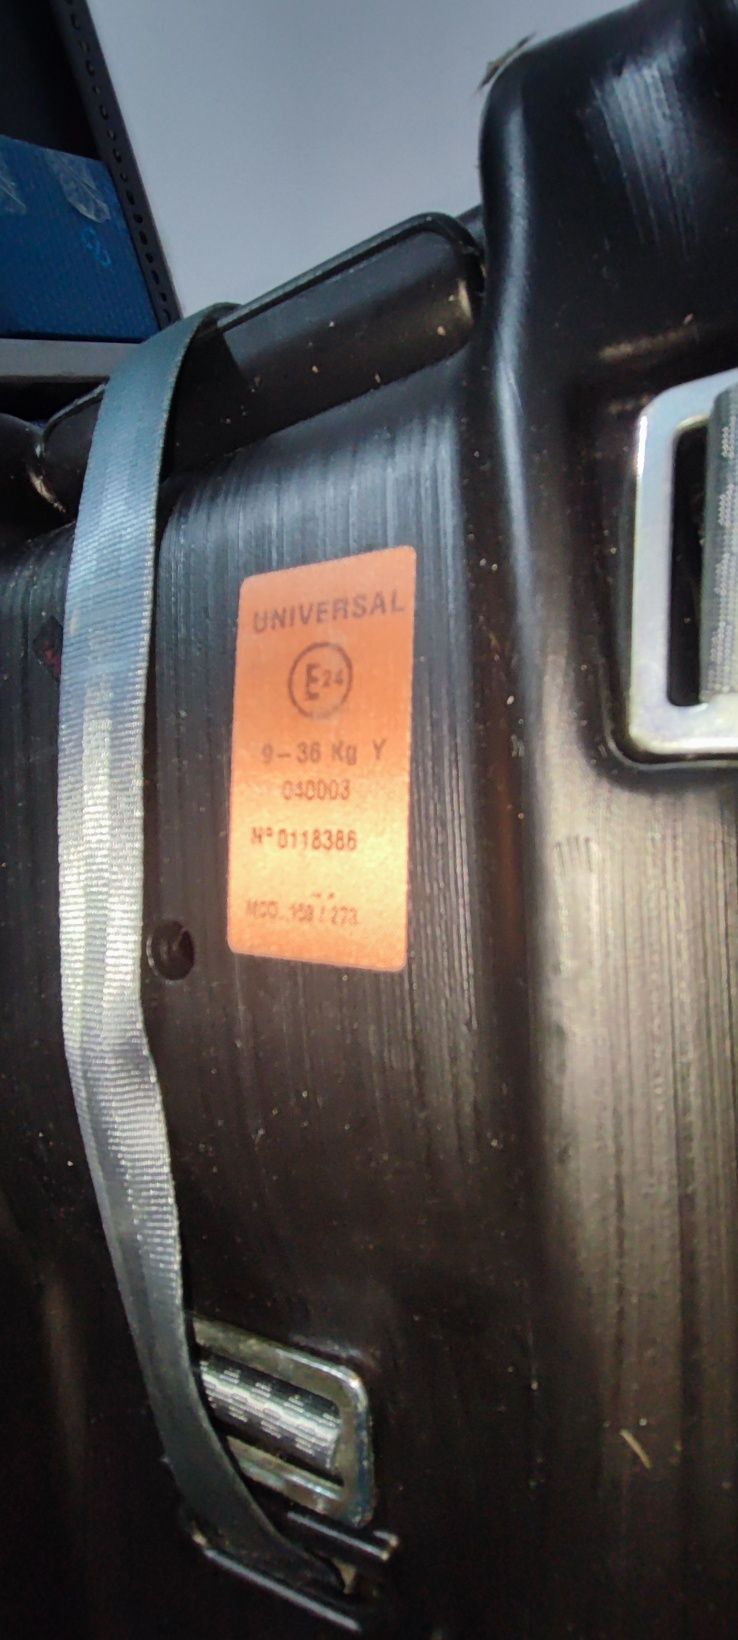 UNIVERSAL
E24
9-36 Kg Y
040003
Nº 0118386